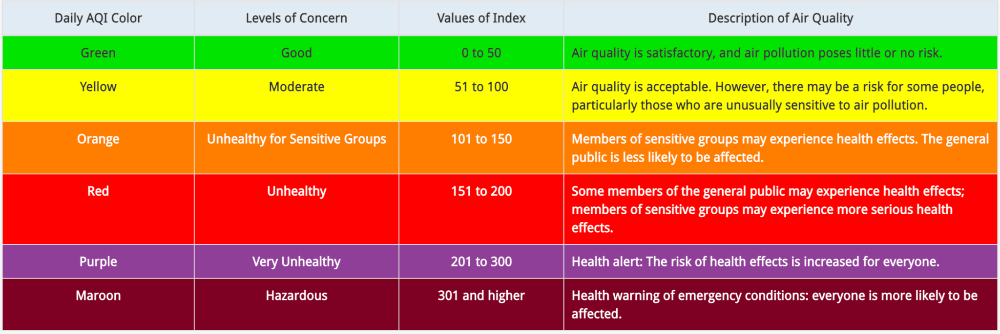 Daily AQI Color
Levels of Concern
Values of Index
Description of Air Quality
Green
Good
0 to 50
Air quality is satisfactory, and air pollution poses little or no risk.
Yellow
Moderate
51 to 100
Air quality is acceptable. However, there may be a risk for some people,
particularly those who are unusually sensitive to air pollution.
Orange
Unhealthy for Sensitive Groups
101 to 150
Members of sensitive groups may experience health effects. The general
public is less likely to be affected.
Red
Unhealthy
151 to 200
Some members of the general public may experience health effects;
members of sensitive groups may experience more serious health
effects.
Purple
Very Unhealthy
201 to 300
Health alert: The risk of health effects is increased for everyone.
Maroon
Hazardous
301 and higher
Health warning of emergency conditions: everyone is more likely to be
affected.